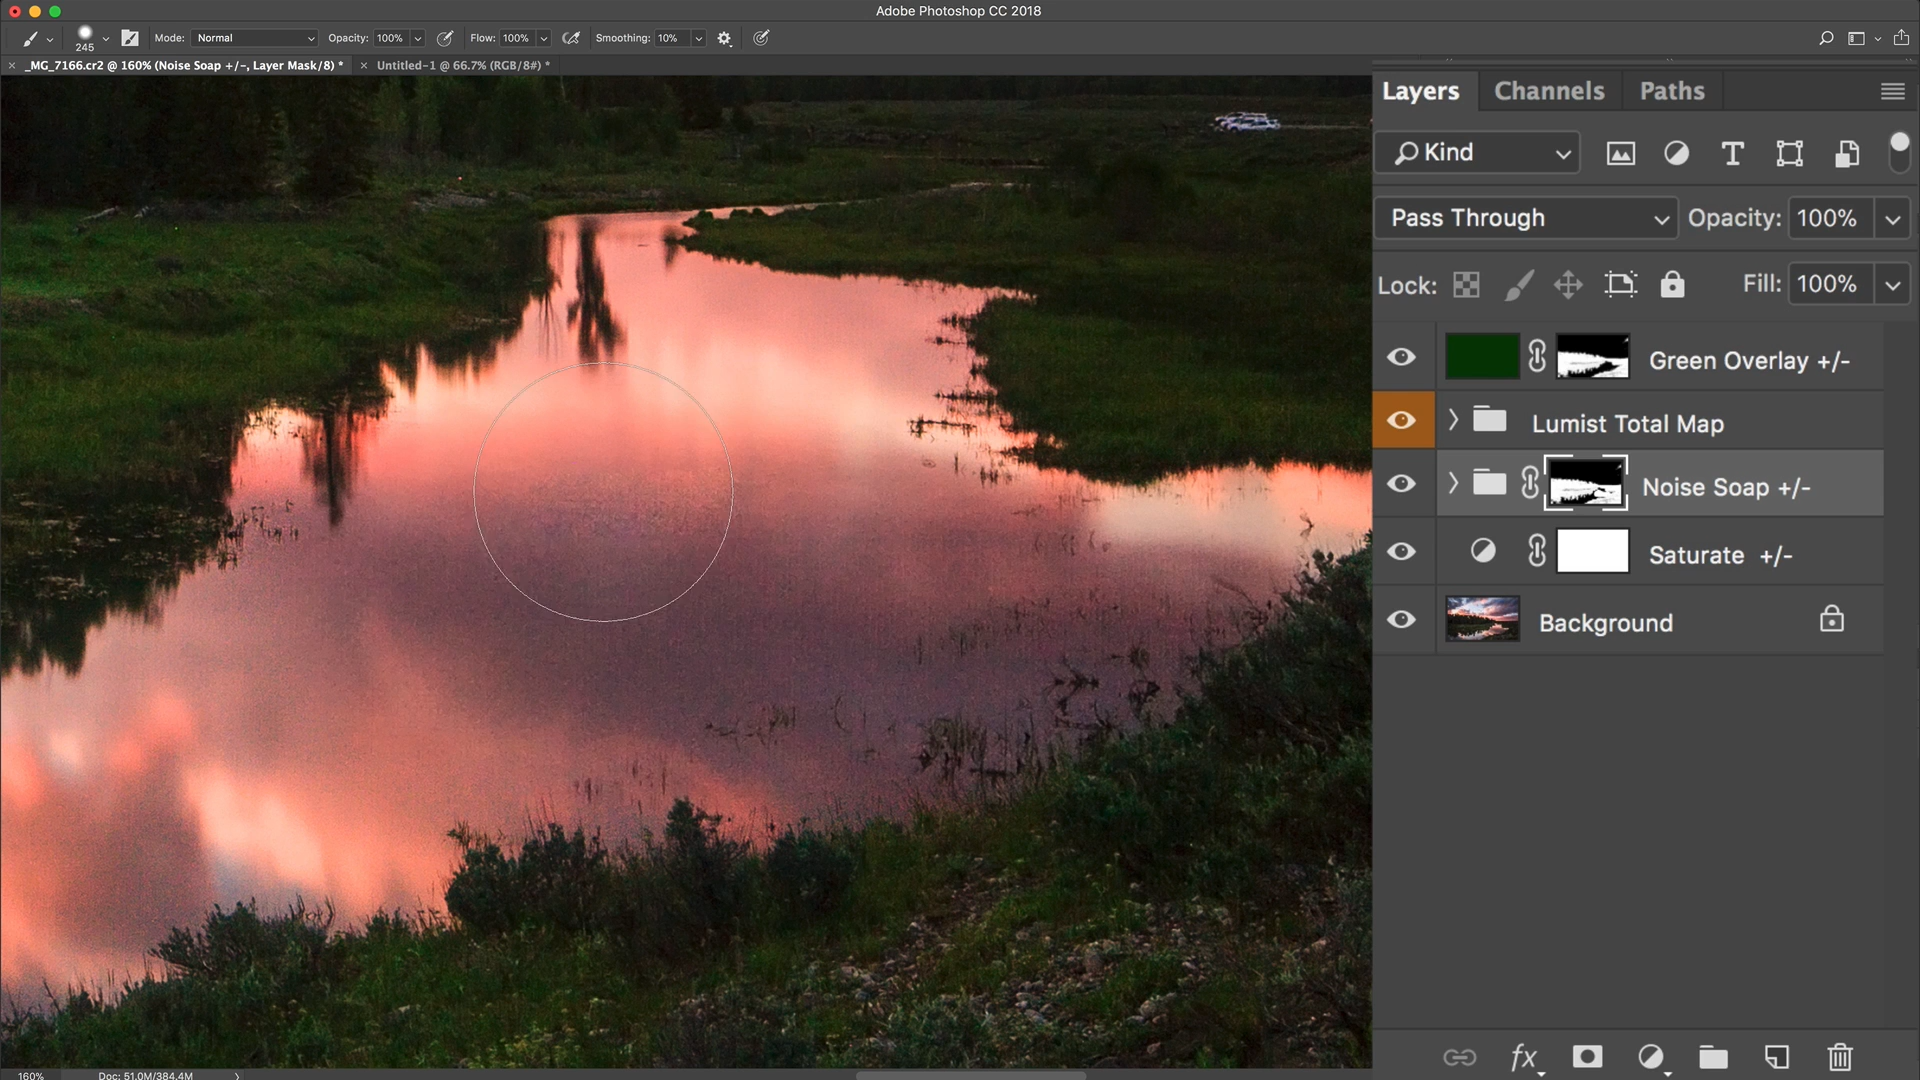 Adobe Photoshop CC 2018
245 Mode: Normal Opacity: 100% Flow: 100% Smoothing: 10%
× _MG_7166.cr2 @ 160% (Noise Soap +/-, Layer Mask/8) * × Untitled-1 @ 66.7% (RGB/8#) *
Layers Channels Paths
Kind
Pass Through Opacity: 100%
Lock: Fill: 100%
Green Overlay +/-
Lumist Total Map
Noise Soap +/-
Saturate +/-
Background
fx
160% Doc: 51.0M/384.4M